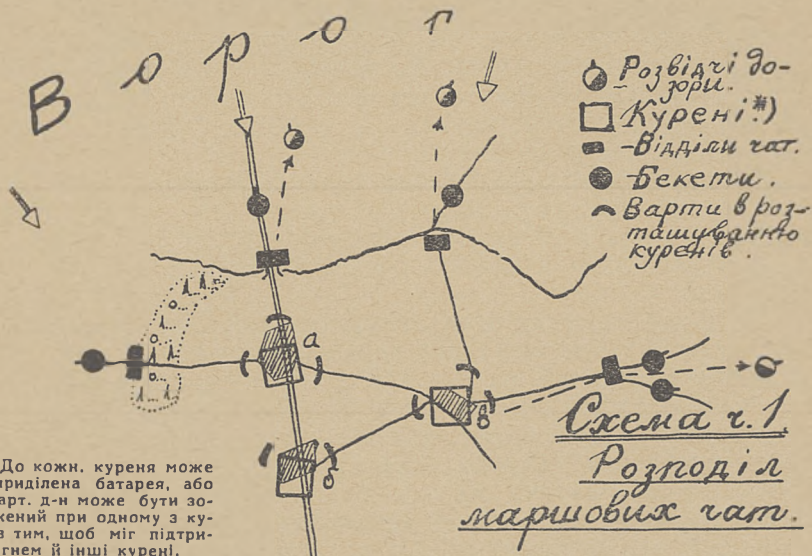 Ворог
Розвідчі до-
зори.
Курені.*)
-Відділи чат.
-Бекети.
Варти в роз-
ташуванню
куренів.
а
в
б
Схема ч.1.
Розподіл
маршових чат.
До кожн. куреня може
приділена батарея, або
арт. д-н може бути зо-
жений при одному з ку-
з тим, щоб міг підтри-
гнем й інші курені.